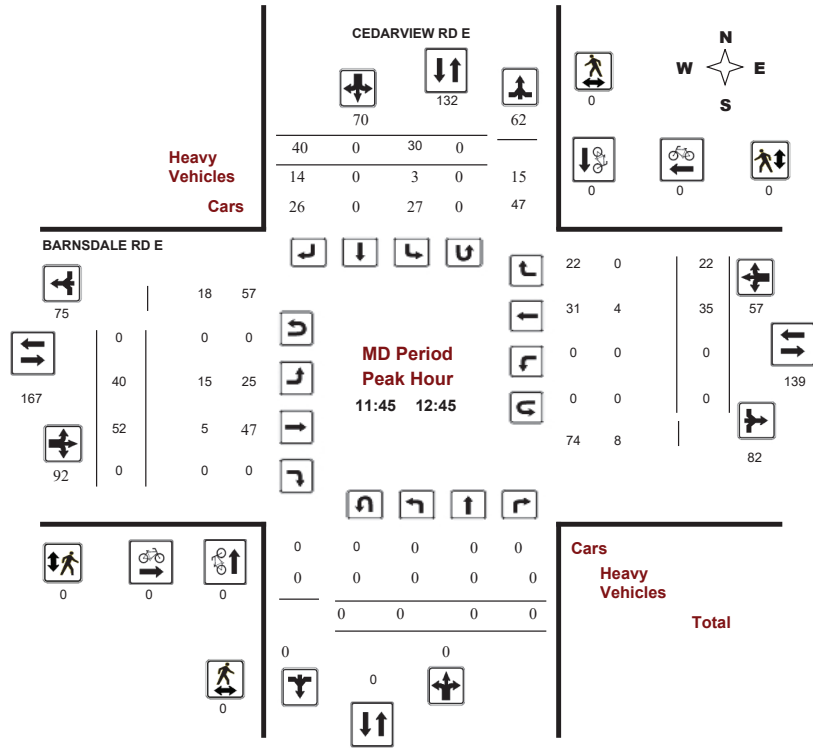 CEDARVIEW RD E
N
W E
S
132
0
70 62
40 0 30 0
Heavy
Vehicles
14 0 3 0 15
0 0 0
Cars 26 0 27 0 47
BARNSDALE RD E
22 0 22
75 18 57
31 4 35 57
0 0 0
MD Period
Peak Hour
0 0 0
40 15 25
139
167
11:45 12:45
0 0 0
52 5 47
74 8
82
92 0 0 0
0 0 0 0 0 Cars
0 0 0 0 0 Heavy
Vehicles
0 0 0
0 0 0 0
Total
0 0
0
0